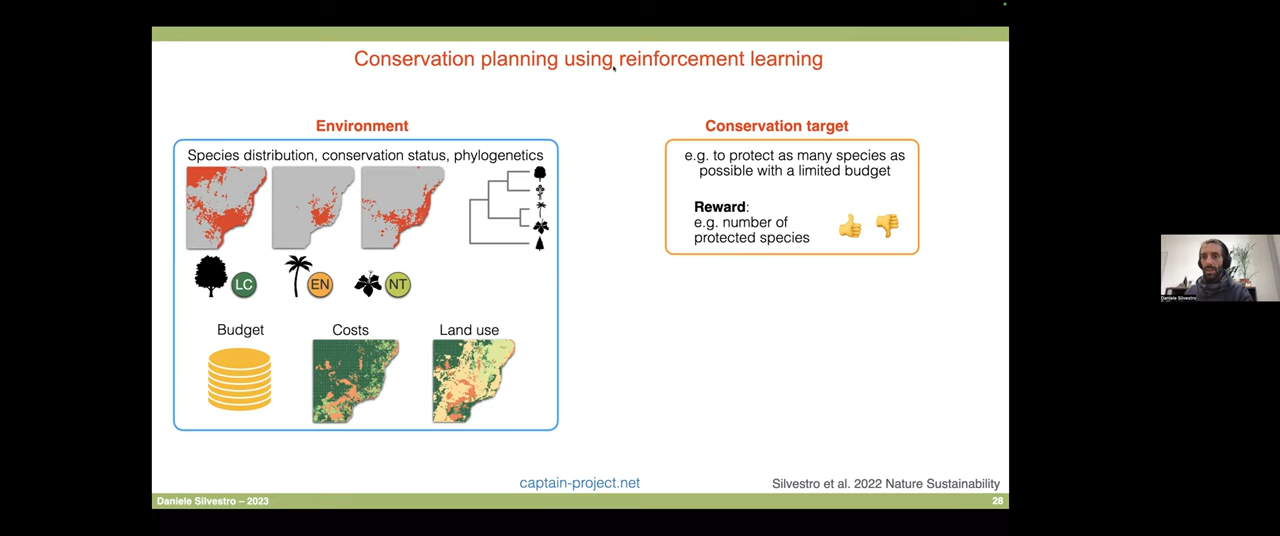 Conservation planning using reinforcement learning
Environment
Species distribution, conservation status, phylogenetics
LC
EN
NT
Budget
Costs
Land use
Conservation target
e.g. to protect as many species as
possible with a limited budget
Reward:
e.g. number of
protected species
captain-project.net
Silvestro et al. 2022 Nature Sustainability
Daniele Silvestro – 2023
28
Daniele Silvestro